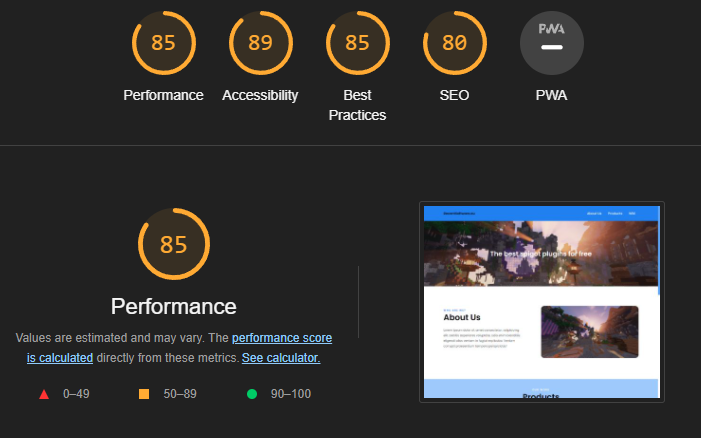 85 89 85 80 PWA
Performance Accessibility Best SEO PWA
Practices
85
Performance
Values are estimated and may vary. The performance score
is calculated directly from these metrics. See calculator.
0–49 50–89 90–100
About Us Products
The best spigot plugins for free
About Us
Products